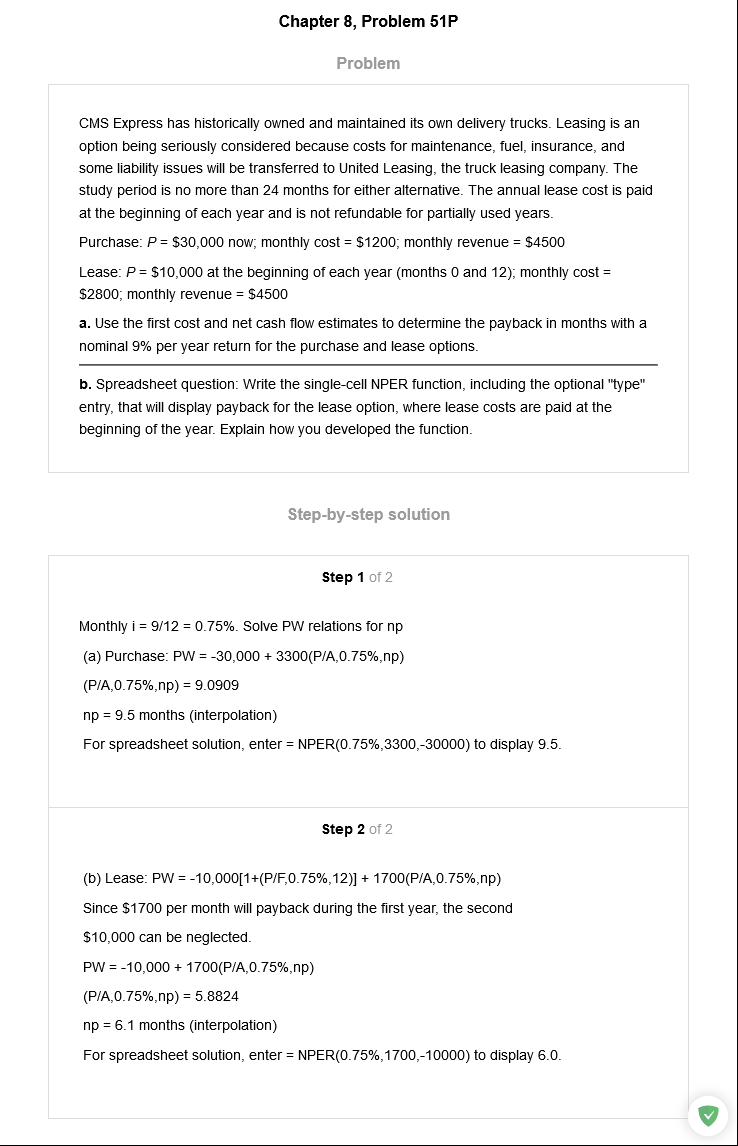 Chapter 8, Problem 51P
Problem
CMS Express has historically owned and maintained its own delivery trucks. Leasing is an
option being seriously considered because costs for maintenance, fuel, insurance, and
some liability issues will be transferred to United Leasing, the truck leasing company. The
study period is no more than 24 months for either alternative. The annual lease cost is paid
at the beginning of each year and is not refundable for partially used years.
Purchase: P = $30,000 now; monthly cost = $1200; monthly revenue = $4500
Lease: P = $10,000 at the beginning of each year (months 0 and 12); monthly cost =
$2800; monthly revenue = $4500
a. Use the first cost and net cash flow estimates to determine the payback in months with a
nominal 9% per year return for the purchase and lease options.
b. Spreadsheet question: Write the single-cell NPER function, including the optional "type"
entry, that will display payback for the lease option, where lease costs are paid at the
beginning of the year. Explain how you developed the function.
Step-by-step solution
Step 1 of 2
Monthly i = 9/12 = 0.75%. Solve PW relations for np
(a) Purchase: PW = -30,000 + 3300(P/A,0.75%,np)
(P/A,0.75%,np) = 9.0909
np = 9.5 months (interpolation)
For spreadsheet solution, enter = NPER(0.75%,3300,-30000) to display 9.5.
Step 2 of 2
(b) Lease: PW = -10,000[1+(P/F,0.75%,12)] + 1700(P/A,0.75%,np)
Since $1700 per month will payback during the first year, the second
$10,000 can be neglected.
PW = -10,000 + 1700(P/A,0.75%,np)
(P/A,0.75%,np) = 5.8824
np = 6.1 months (interpolation)
For spreadsheet solution, enter = NPER(0.75%,1700,-10000) to display 6.0.